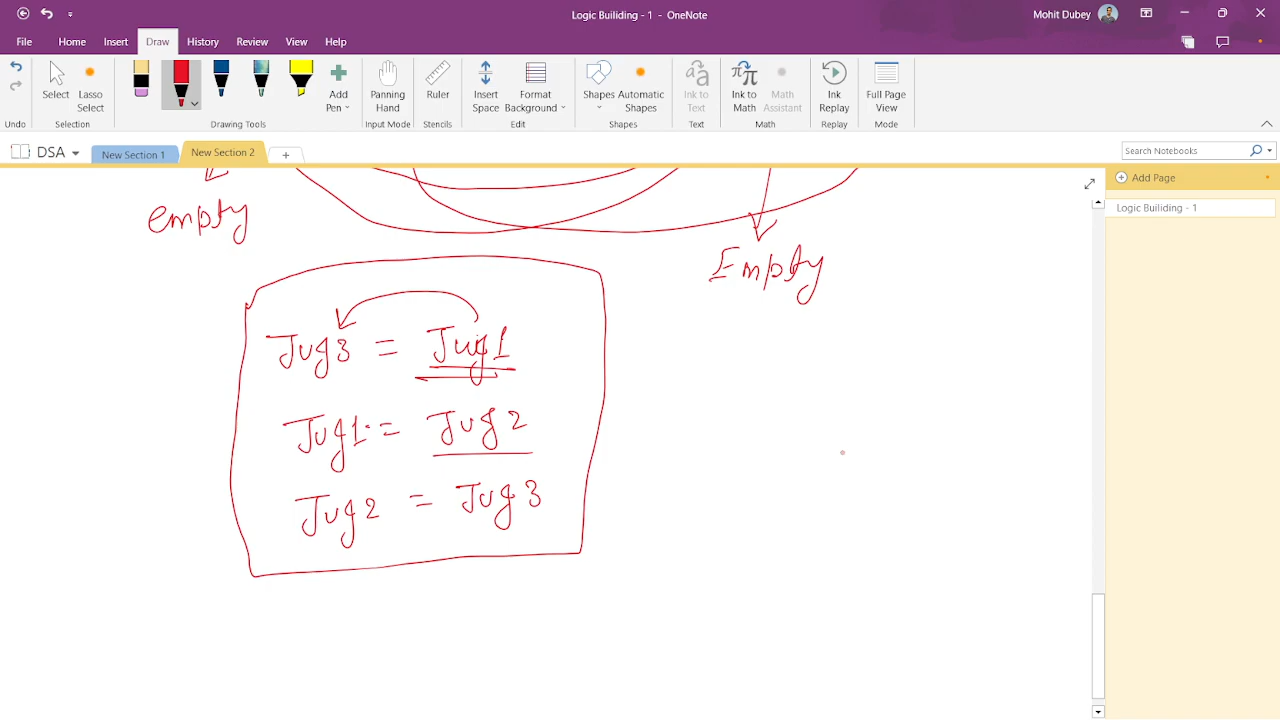 Logic Buiilding - 1 - OneNote
Mohit Dubey
File Home Insert Draw History Review View Help
Undo
Select
Lasso Select
Selection
Add Pen
Drawing Tools
Panning Hand
Input Mode
Ruler
Stencils
Insert Space
Format Background
Edit
Shapes
Automatic Shapes
Shapes
Ink to Text
Text
Ink to Math
Math Assistant
Math
Ink Replay
Replay
Full Page View
Mode
DSA
New Section 1
New Section 2
Search Notebooks
Add Page
Logic Buiilding - 1
empty
Empty
Jug3 = Jug1
Jug1 = Jug2
Jug2 = Jug3